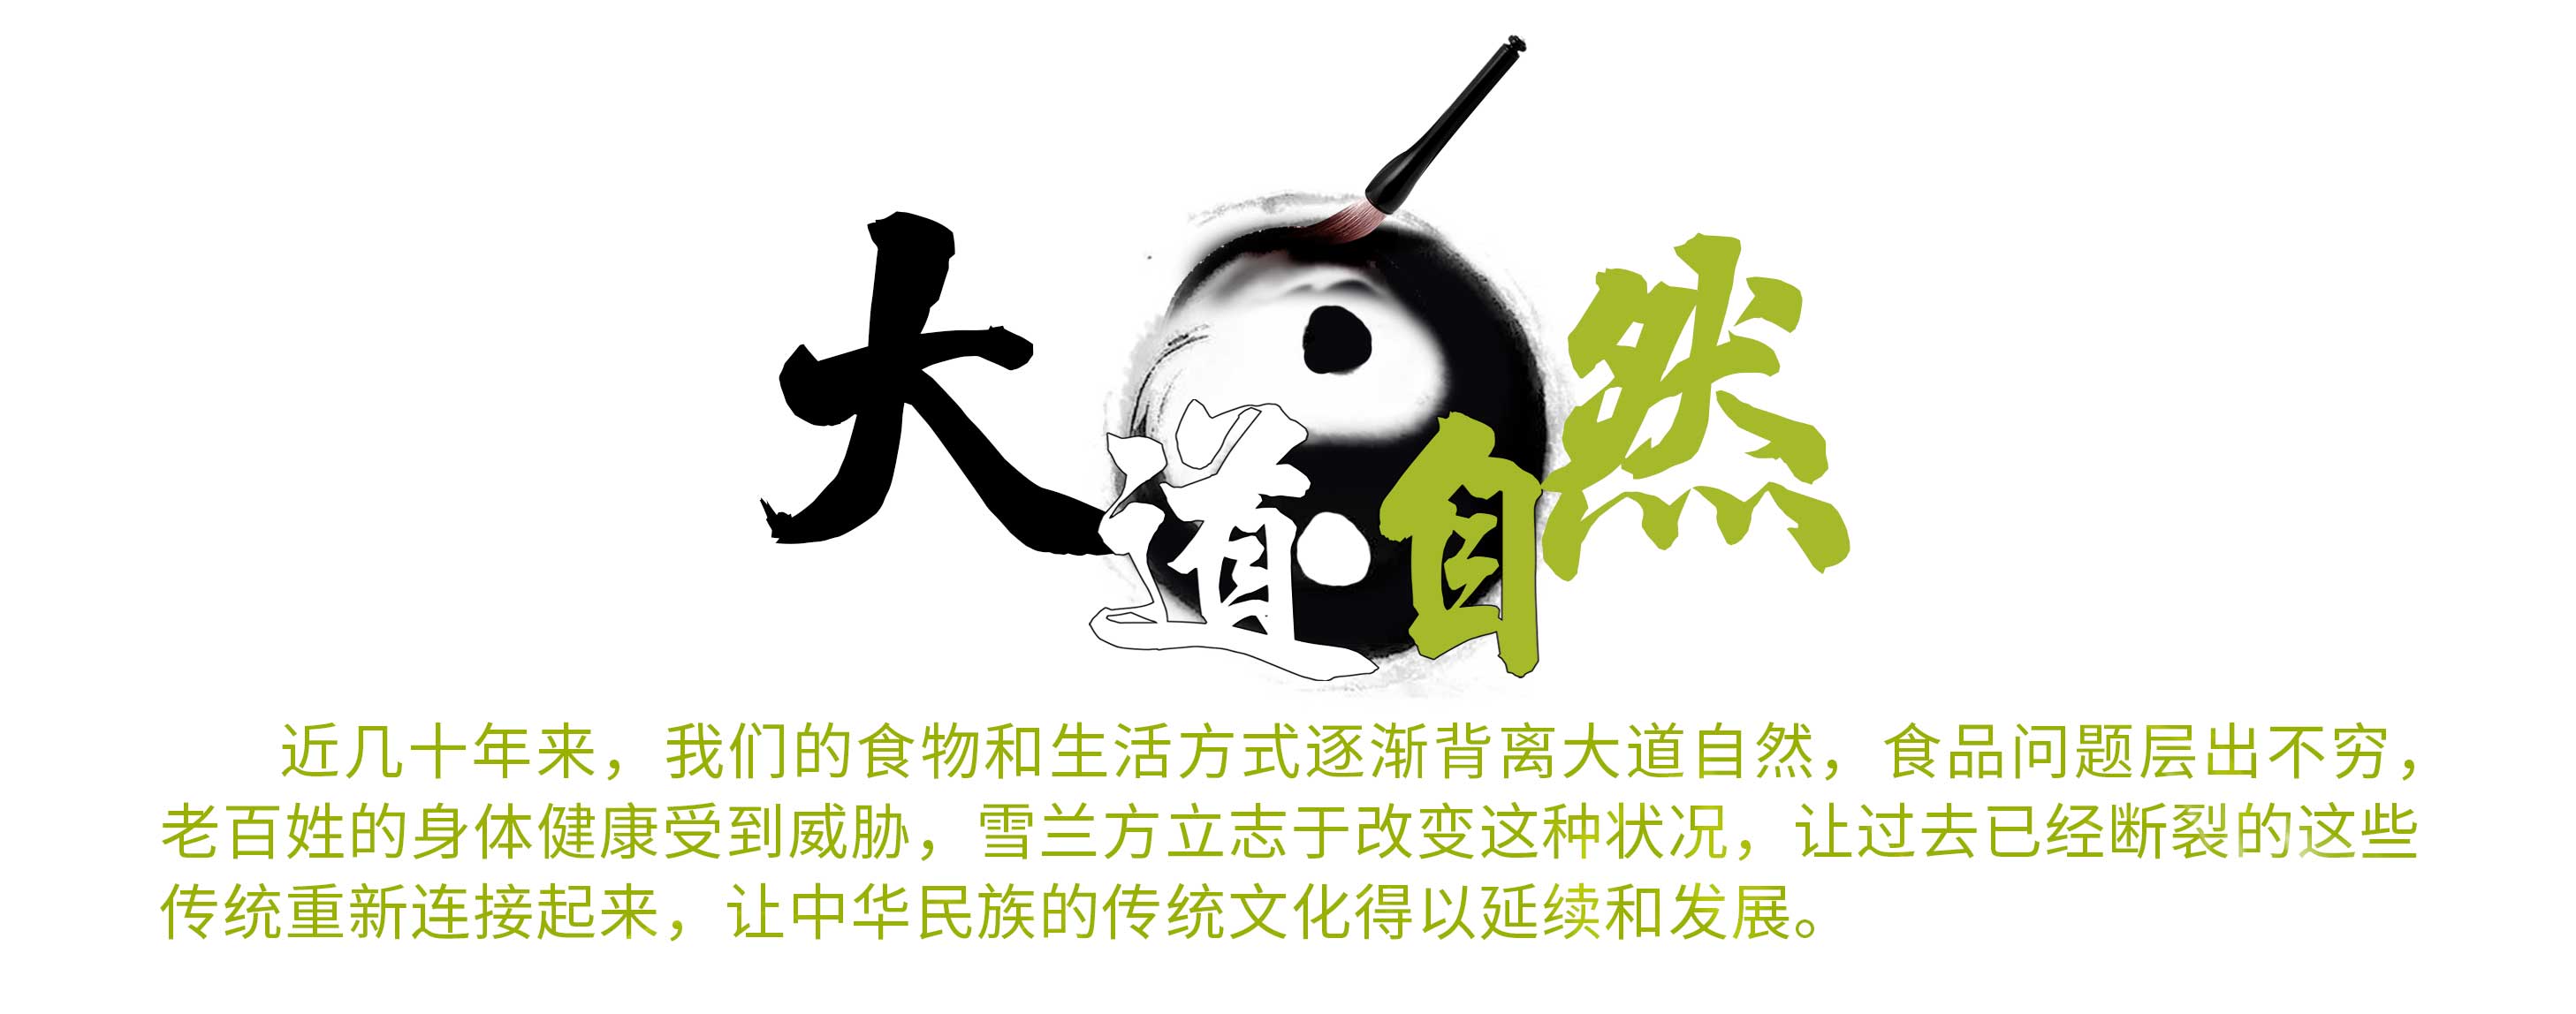 大道自然
近几十年来，我们的食物和生活方式逐渐背离大道自然，食品问题层出不穷，
老百姓的身体健康受到威胁，雪兰方立志于改变这种状况，让过去已经断裂的这些
传统重新连接起来，让中华民族的传统文化得以延续和发展。